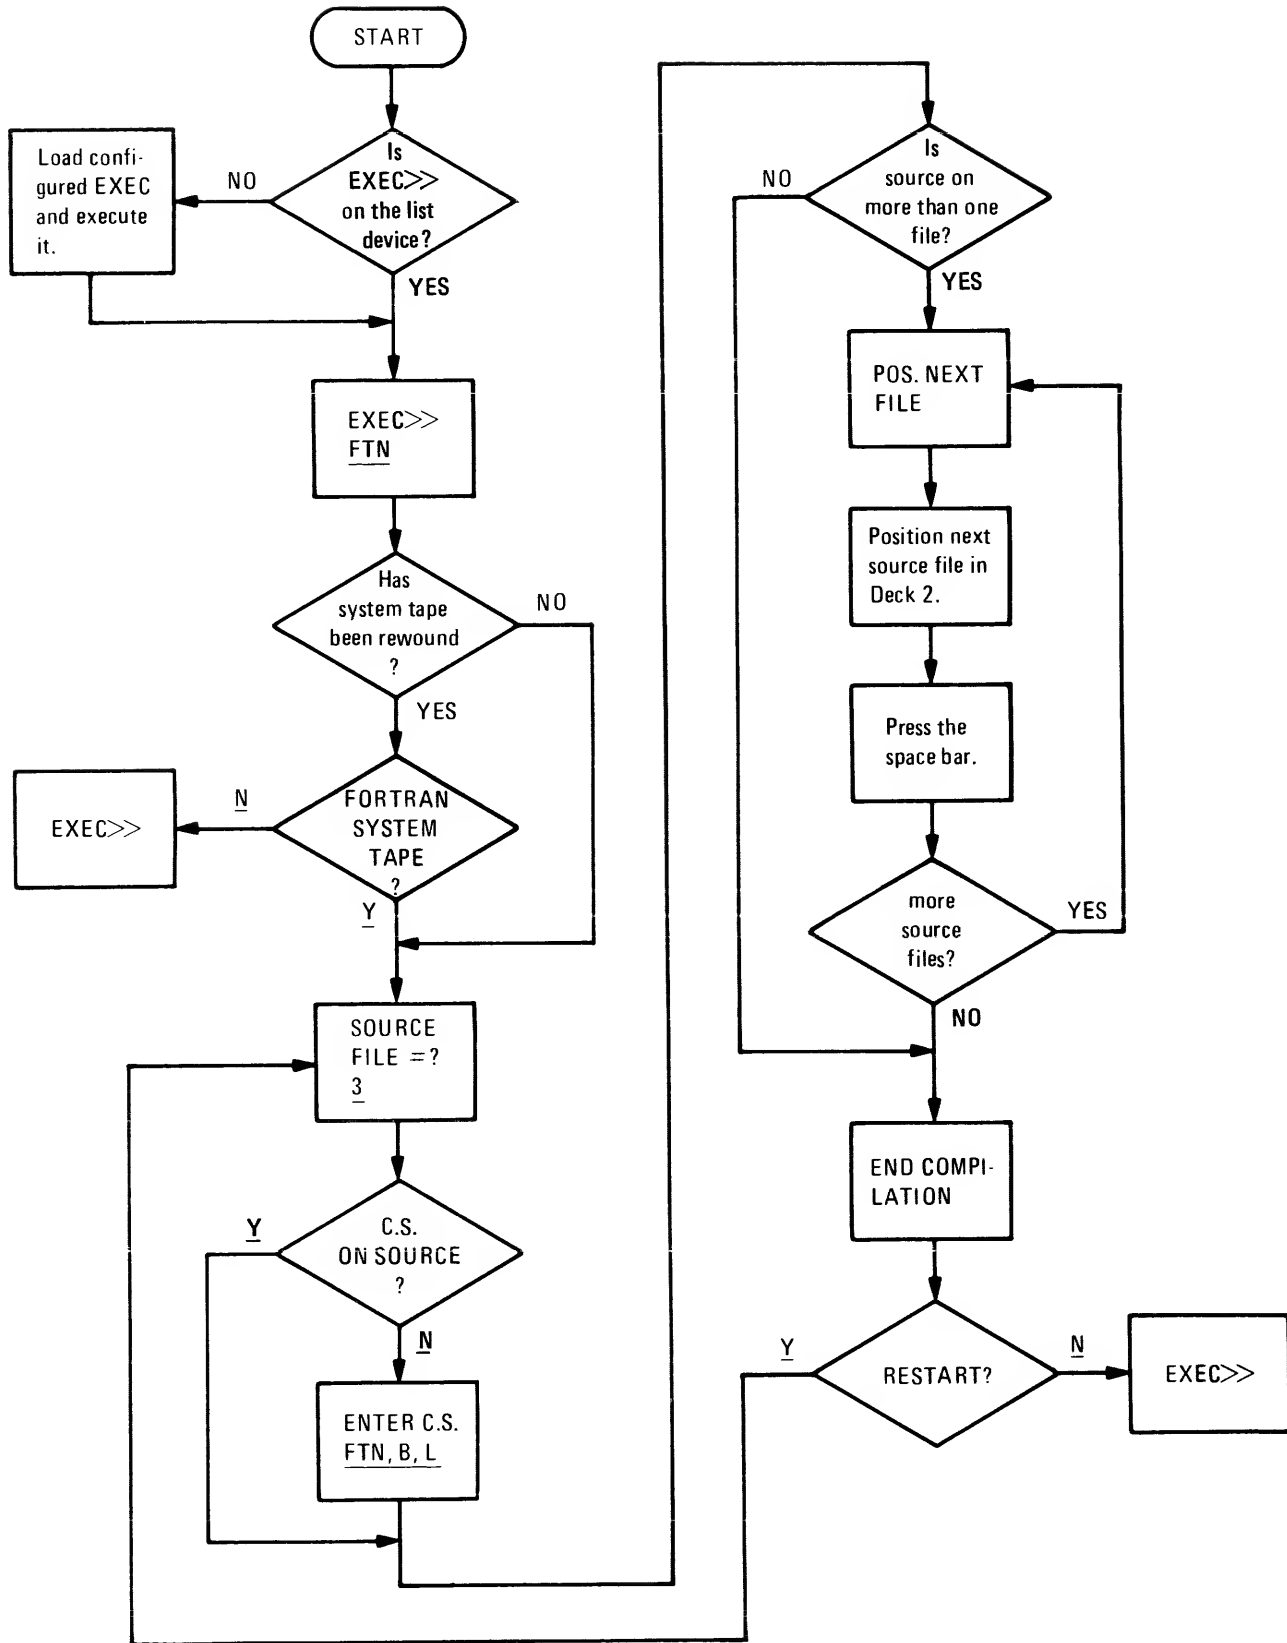 START
Is
EXEC>>
on the list
device?
NO
Load confi-
gured EXEC
and execute
it.
YES
EXEC>>
FTN
Has
system tape
been rewound
?
NO
YES
FORTRAN
SYSTEM
TAPE
?
N
EXEC>>
Y
SOURCE
FILE =?
3
C.S.
ON SOURCE
?
Y
N
ENTER C.S.
FTN, B, L
Is
source on
more than one
file?
NO
YES
POS. NEXT
FILE
Position next
source file in
Deck 2.
Press the
space bar.
more
source
files?
YES
NO
END COMPI-
LATION
RESTART?
Y
N
EXEC>>